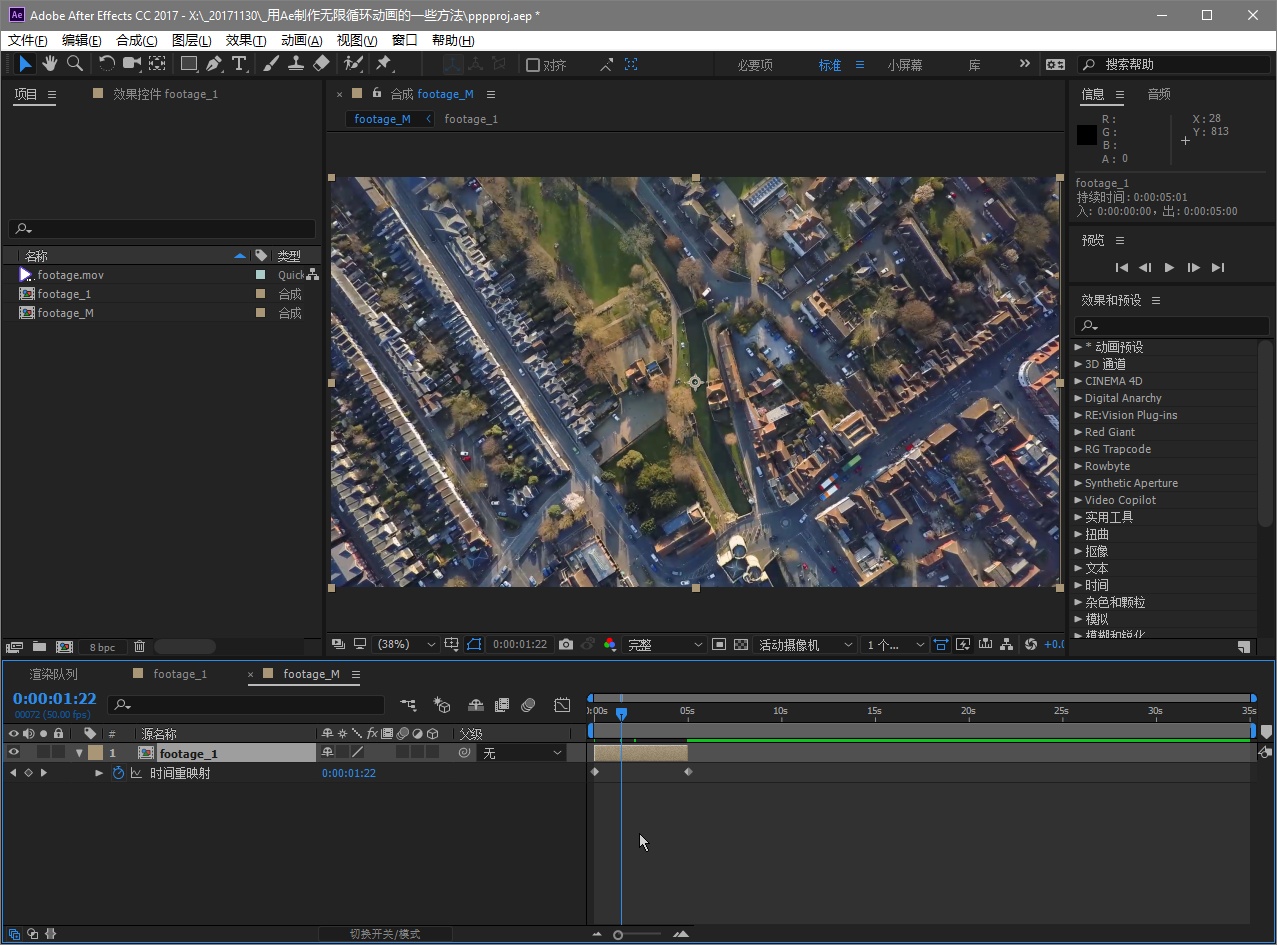 Adobe After Effects CC 2017 - X:\_20171130\_用Ae制作无限循环动画的一些方法\pppproj.aep *
文件(F) 编辑(E) 合成(C) 图层(L) 效果(T) 动画(A) 视图(V) 窗口 帮助(H)
对齐 必要项 标准 小屏幕 库 搜索帮助
项目 效果控件 footage_1
名称 类型
footage.mov Quick
footage_1 合成
footage_M 合成
8 bpc
合成 footage_M
footage_M footage_1
(38%) 0:00:01:22 完整 活动摄像机 1 个... +0.0
信息 音频
R :
G :
B :
A : 0
X : 28
Y : 813
footage_1
持续时间 : 0:00:05:01
入: 0:00:00:00，出: 0:00:05:00
预览
效果和预设
* 动画预设
3D 通道
CINEMA 4D
Digital Anarchy
RE:Vision Plug-ins
Red Giant
RG Trapcode
Rowbyte
Synthetic Aperture
Video Copilot
实用工具
扭曲
抠像
文本
时间
杂色和颗粒
模拟
模糊和锐化
渲染队列 footage_1 footage_M
0:00:01:22
00072 (50.00 fps)
:00s 05s 10s 15s 20s 25s 30s 35s
# 源名称 fx 父级
1 footage_1 无
时间重映射 0:00:01:22
切换开关/模式